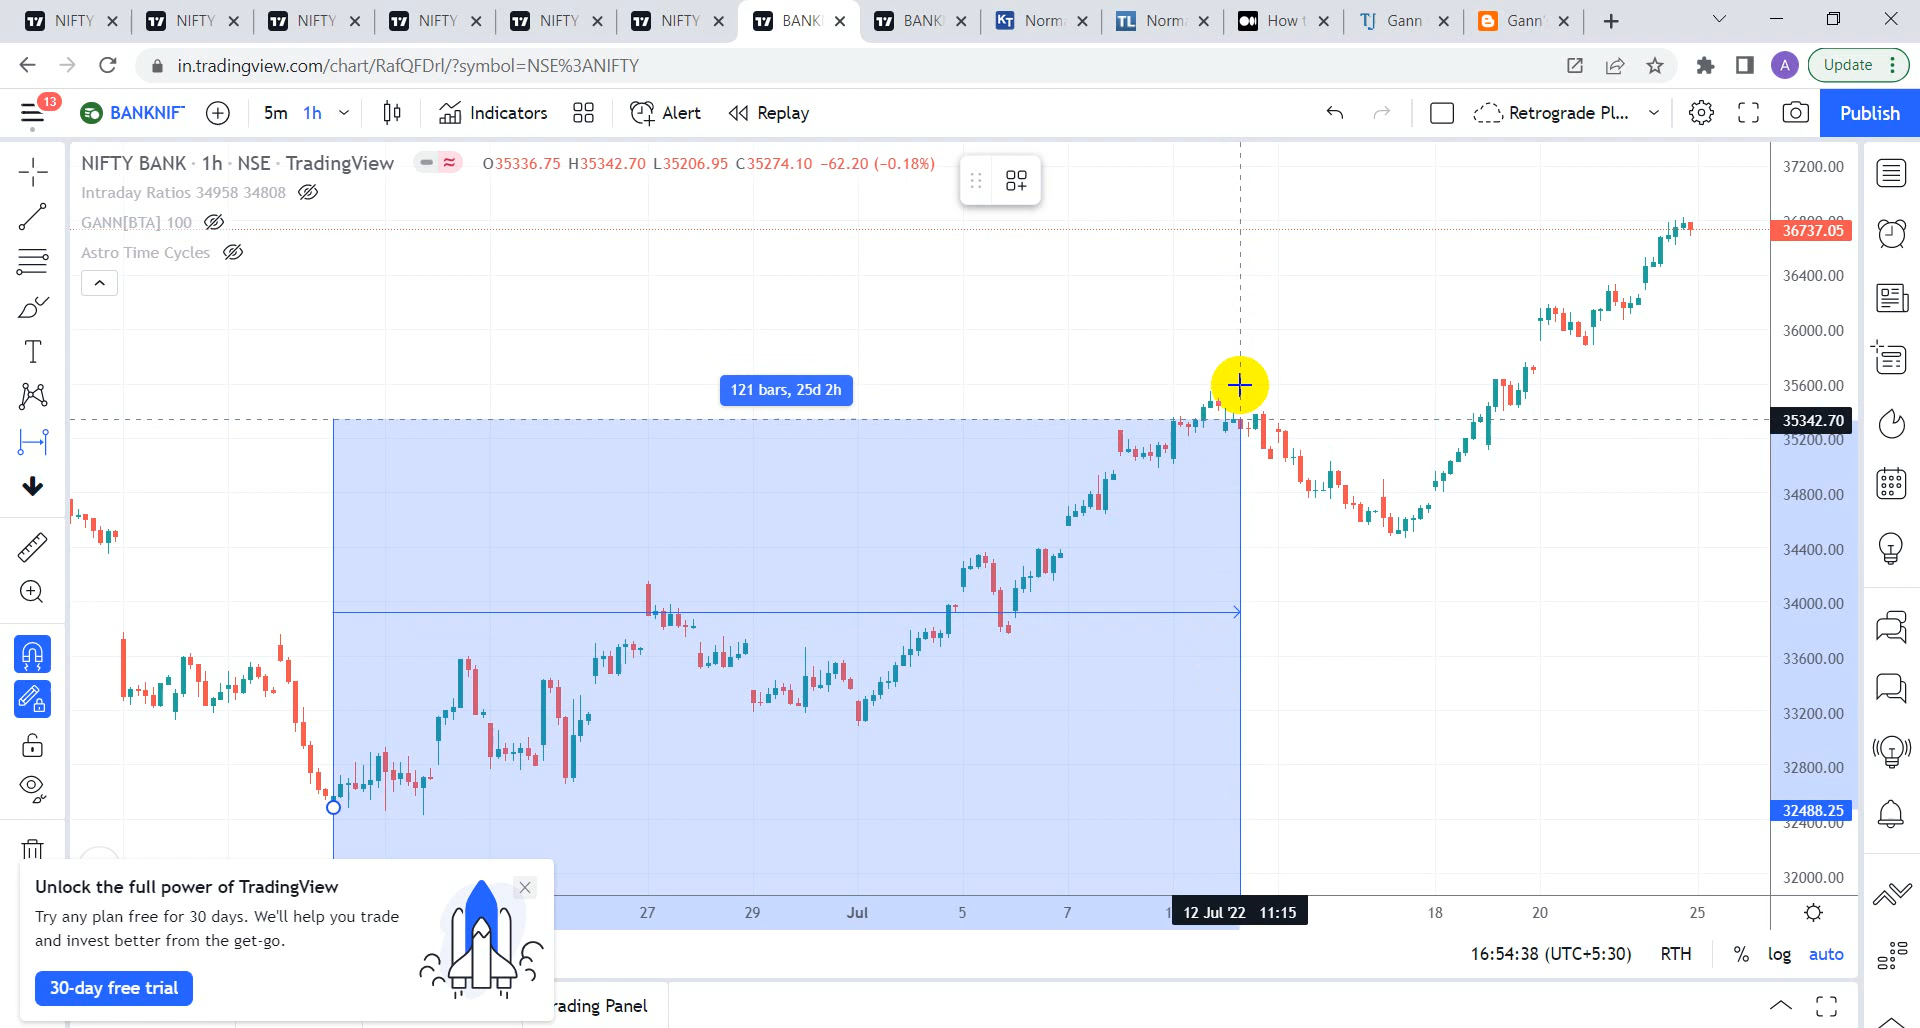 NIFTY
NIFTY
NIFTY
NIFTY
NIFTY
NIFTY
BANK
BANK
KT Norm
TL Norm
How t
TJ Gann
Gann'
in.tradingview.com/chart/RafQFDrl/?symbol=NSE%3ANIFTY
A
Update
13
BANKNIF
5m 1h
Indicators
Alert
Replay
Retrograde Pl...
Publish
NIFTY BANK · 1h · NSE · TradingView
O35336.75 H35342.70 L35206.95 C35274.10 −62.20 (−0.18%)
Intraday Ratios 34958 34808
GANN[BTA] 100
Astro Time Cycles
121 bars, 25d 2h
37200.00
36737.05
36400.00
36000.00
35600.00
35342.70
35200.00
34800.00
34400.00
34000.00
33600.00
33200.00
32800.00
32488.25
32400.00
32000.00
27 29 Jul 5 7
12 Jul '22 11:15
18 20 25
Unlock the full power of TradingView
Try any plan free for 30 days. We'll help you trade
and invest better from the get-go.
30-day free trial
16:54:38 (UTC+5:30) RTH % log auto
rading Panel